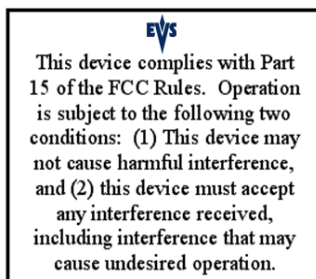 EVS
This device complies with Part
15 of the FCC Rules.  Operation
is subject to the following two
conditions:  (1) This device may
not cause harmful interference,
and (2) this device must accept
any interference received,
including interference that may
cause undesired operation.